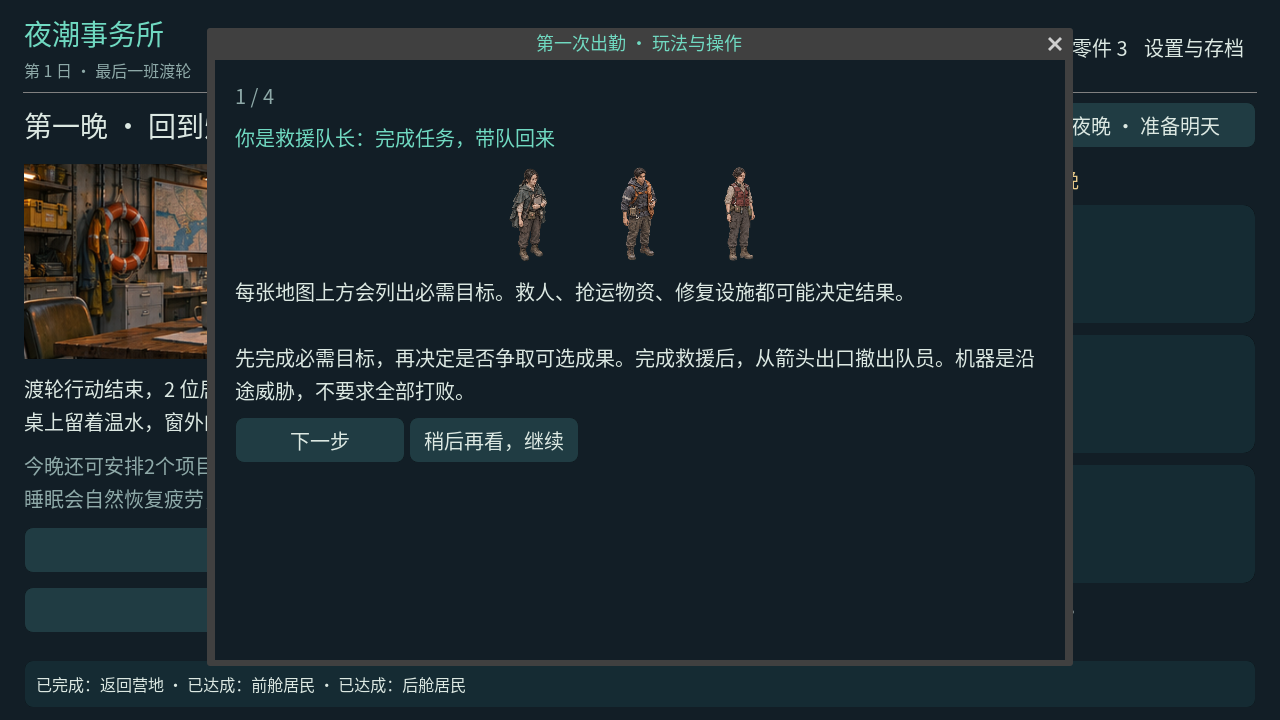 夜潮事务所
第 1 日 · 最后一班渡轮
第一次出勤 · 玩法与操作
零件 3
设置与存档
第一晚 · 回到
夜晚 · 准备明天
1 / 4
你是救援队长：完成任务，带队回来
每张地图上方会列出必需目标。救人、抢运物资、修复设施都可能决定结果。
先完成必需目标，再决定是否争取可选成果。完成救援后，从箭头出口撤出队员。机器是沿
途威胁，不要求全部打败。
下一步
稍后再看，继续
渡轮行动结束，2 位
桌上留着温水，窗外
今晚还可安排2个项目
睡眠会自然恢复疲劳
已完成：返回营地 · 已达成：前舱居民 · 已达成：后舱居民